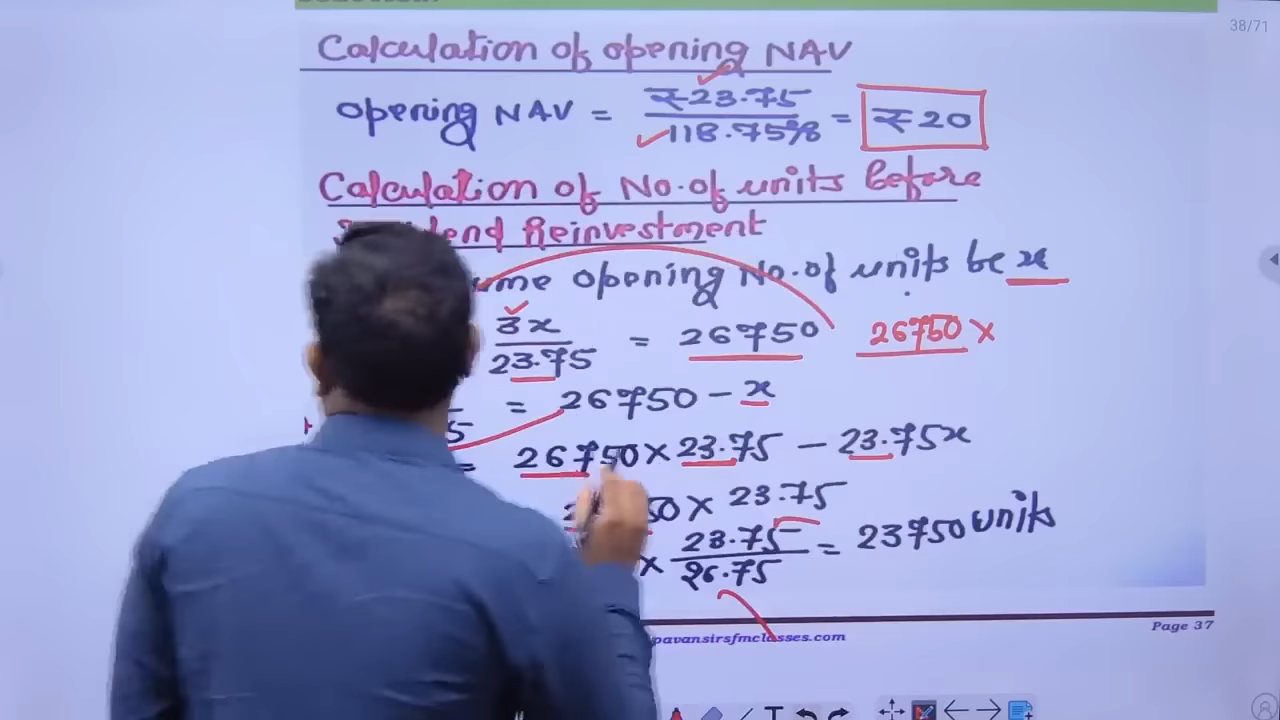 38/71
Calculation of opening NAV
opening NAV = ₹23.75 / 118.75% = ₹20
Calculation of No. of units before
Reinvestment
opening No. of units be x
3x / 23.75 = 26750 26750 ×
= 26750 - x
= 26750 × 23.75 - 23.75x
× 23.75
× 23.75 / 26.75 = 23750 units
pavansirsfmclasses.com
Page 37